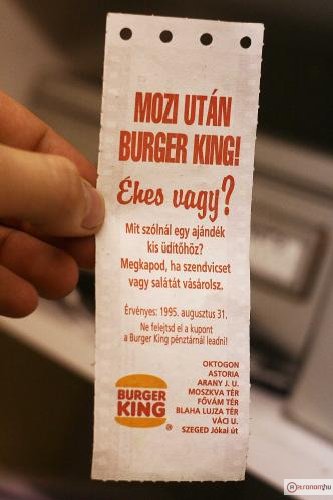 MOZI UTÁN
BURGER KING!
Éhes vagy?
Mit szólnál egy ajándék
kis üdítőhöz?
Megkapod, ha szendvicset
vagy salátát vásárolsz.
Érvényes: 1995. augusztus 31.
Ne felejtsd el a kupont
a Burger King pénztárnál leadni!
OKTOGON
ASTORIA
ARANY J. U.
MOSZKVA TÉR
FŐVÁM TÉR
BLAHA LUJZA TÉR
VÁCI U.
SZEGED Jókai út
BURGER
KING®
Retronom.hu